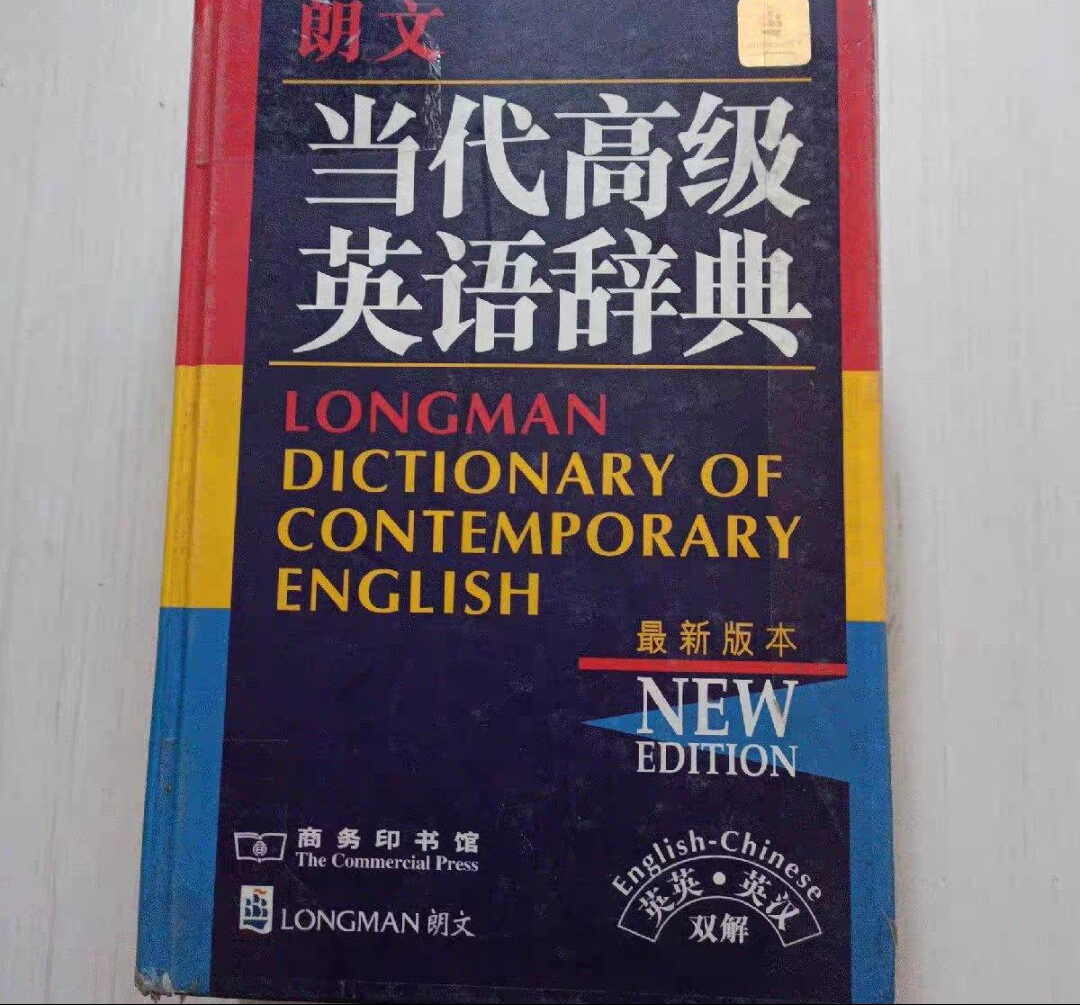 朗文
当代高级
英语辞典
LONGMAN
DICTIONARY OF
CONTEMPORARY
ENGLISH
最新版本
NEW
EDITION
商务印书馆
The Commercial Press
LONGMAN 朗文
English-Chinese
英英·英汉
双解